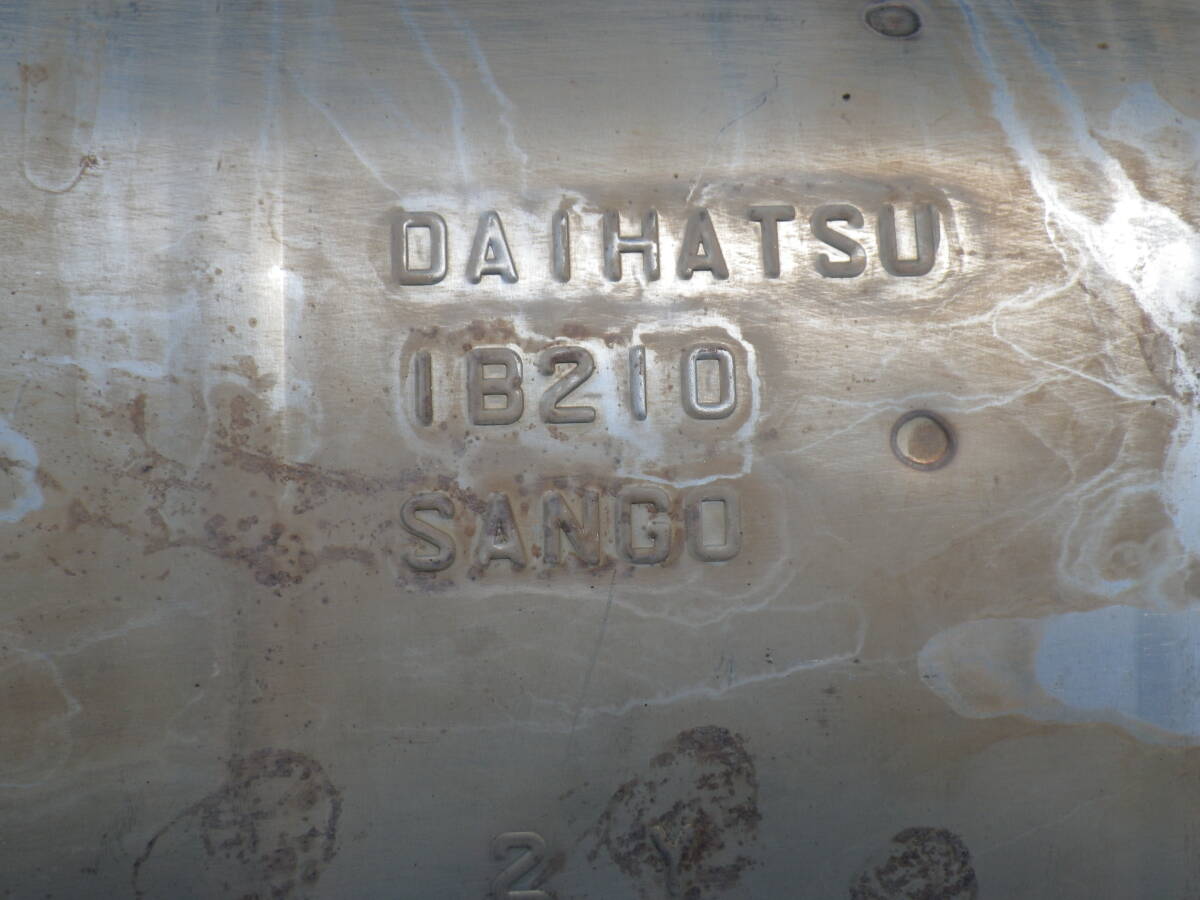 DAIHATSU
1B210
SANGO
2 Y